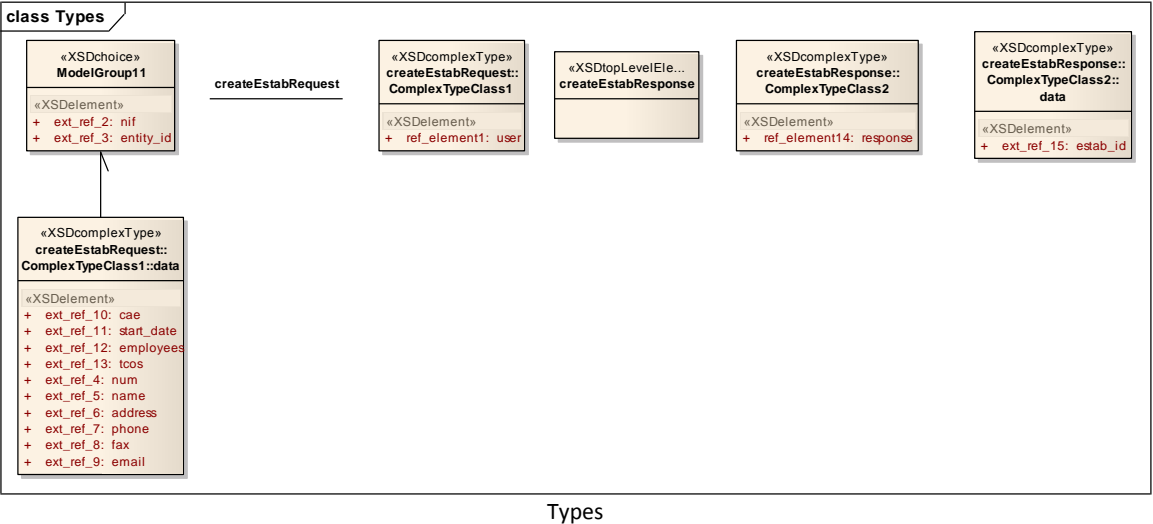 class Types
«XSDchoice»
ModelGroup11
«XSDelement»
+ ext_ref_2: nif
+ ext_ref_3: entity_id
createEstabRequest
«XSDcomplexType»
createEstabRequest::
ComplexTypeClass1
«XSDelement»
+ ref_element1: user
«XSDtopLevelEle...
createEstabResponse
«XSDcomplexType»
createEstabResponse::
ComplexTypeClass2
«XSDelement»
+ ref_element14: response
«XSDcomplexType»
createEstabResponse::
ComplexTypeClass2::
data
«XSDelement»
+ ext_ref_15: estab_id
«XSDcomplexType»
createEstabRequest::
ComplexTypeClass1::data
«XSDelement»
+ ext_ref_10: cae
+ ext_ref_11: start_date
+ ext_ref_12: employees
+ ext_ref_13: tcos
+ ext_ref_4: num
+ ext_ref_5: name
+ ext_ref_6: address
+ ext_ref_7: phone
+ ext_ref_8: fax
+ ext_ref_9: email
Types